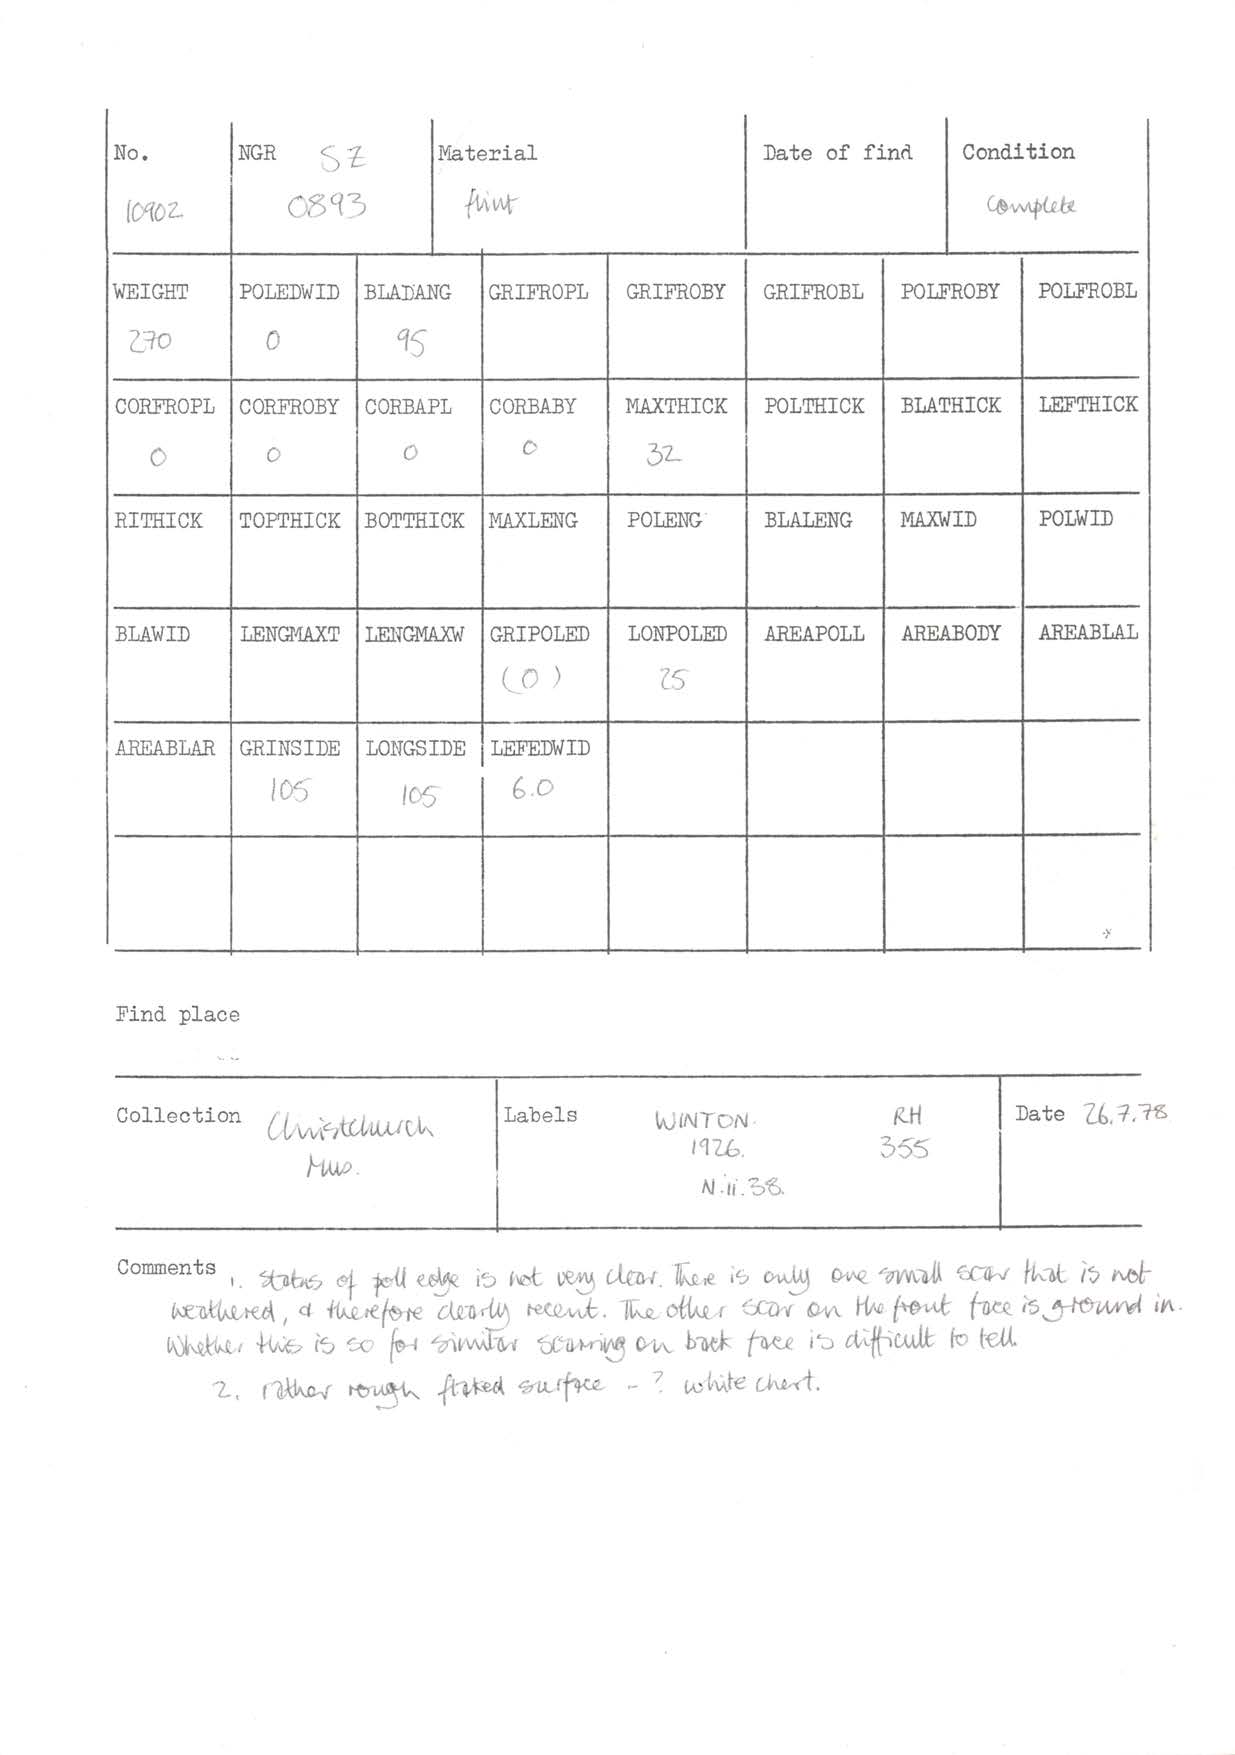 No. NGR SZ Material Date of find Condition
10902 0893 flint complete
WEIGHT POLEDWID BLADANG GRIFROPL GRIFROBY GRIFROBL POLFROBY POLFROBL
270 0 95
CORFROPL CORFROBY CORBAPL CORBABY MAXTHICK POLTHICK BLATHICK LEFTHICK
0 0 0 0 32
RITHICK TOPTHICK BOTTHICK MAXLENG POLENG BLALENG MAXWID POLWID
BLAWID LENGMAXT LENGMAXW GRIPOLED LONPOLED AREAPOLL AREABODY AREABLAL
(0) 25
AREABLAR GRINSIDE LONGSIDE LEFEDWID
105 105 6.0
Find place
Collection Christchurch Labels WINTON. RH Date 26.7.78
Mus. 1926. 355
N.ii.38.
Comments 1. Status of poll edge is not very clear. There is only one small scar that is not
weathered, & therefore clearly recent. The other scar on the front face is ground in.
Whether this is so for similar scarring on back face is difficult to tell.
2. rather rough flaked surface - ? white chert.